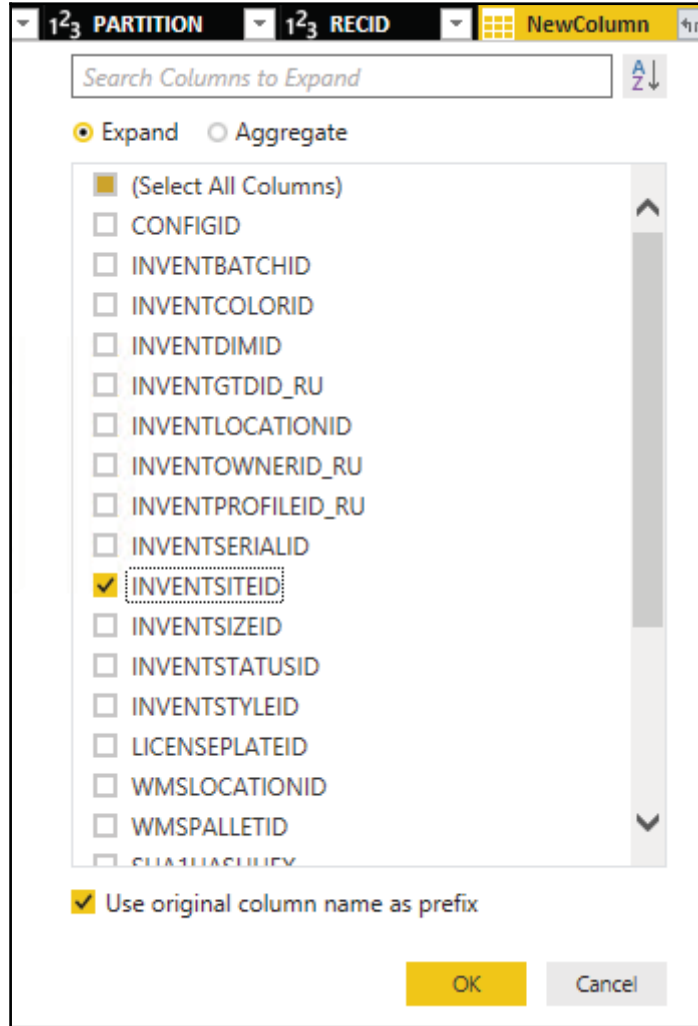 1²3 PARTITION 1²3 RECID NewColumn
Search Columns to Expand AZ
Expand Aggregate
(Select All Columns)
CONFIGID
INVENTBATCHID
INVENTCOLORID
INVENTDIMID
INVENTGTDID_RU
INVENTLOCATIONID
INVENTOWNERID_RU
INVENTPROFILEID_RU
INVENTSERIALID
INVENTSITEID
INVENTSIZEID
INVENTSTATUSID
INVENTSTYLEID
LICENSEPLATEID
WMSLOCATIONID
WMSPALLETID
Use original column name as prefix
OK Cancel